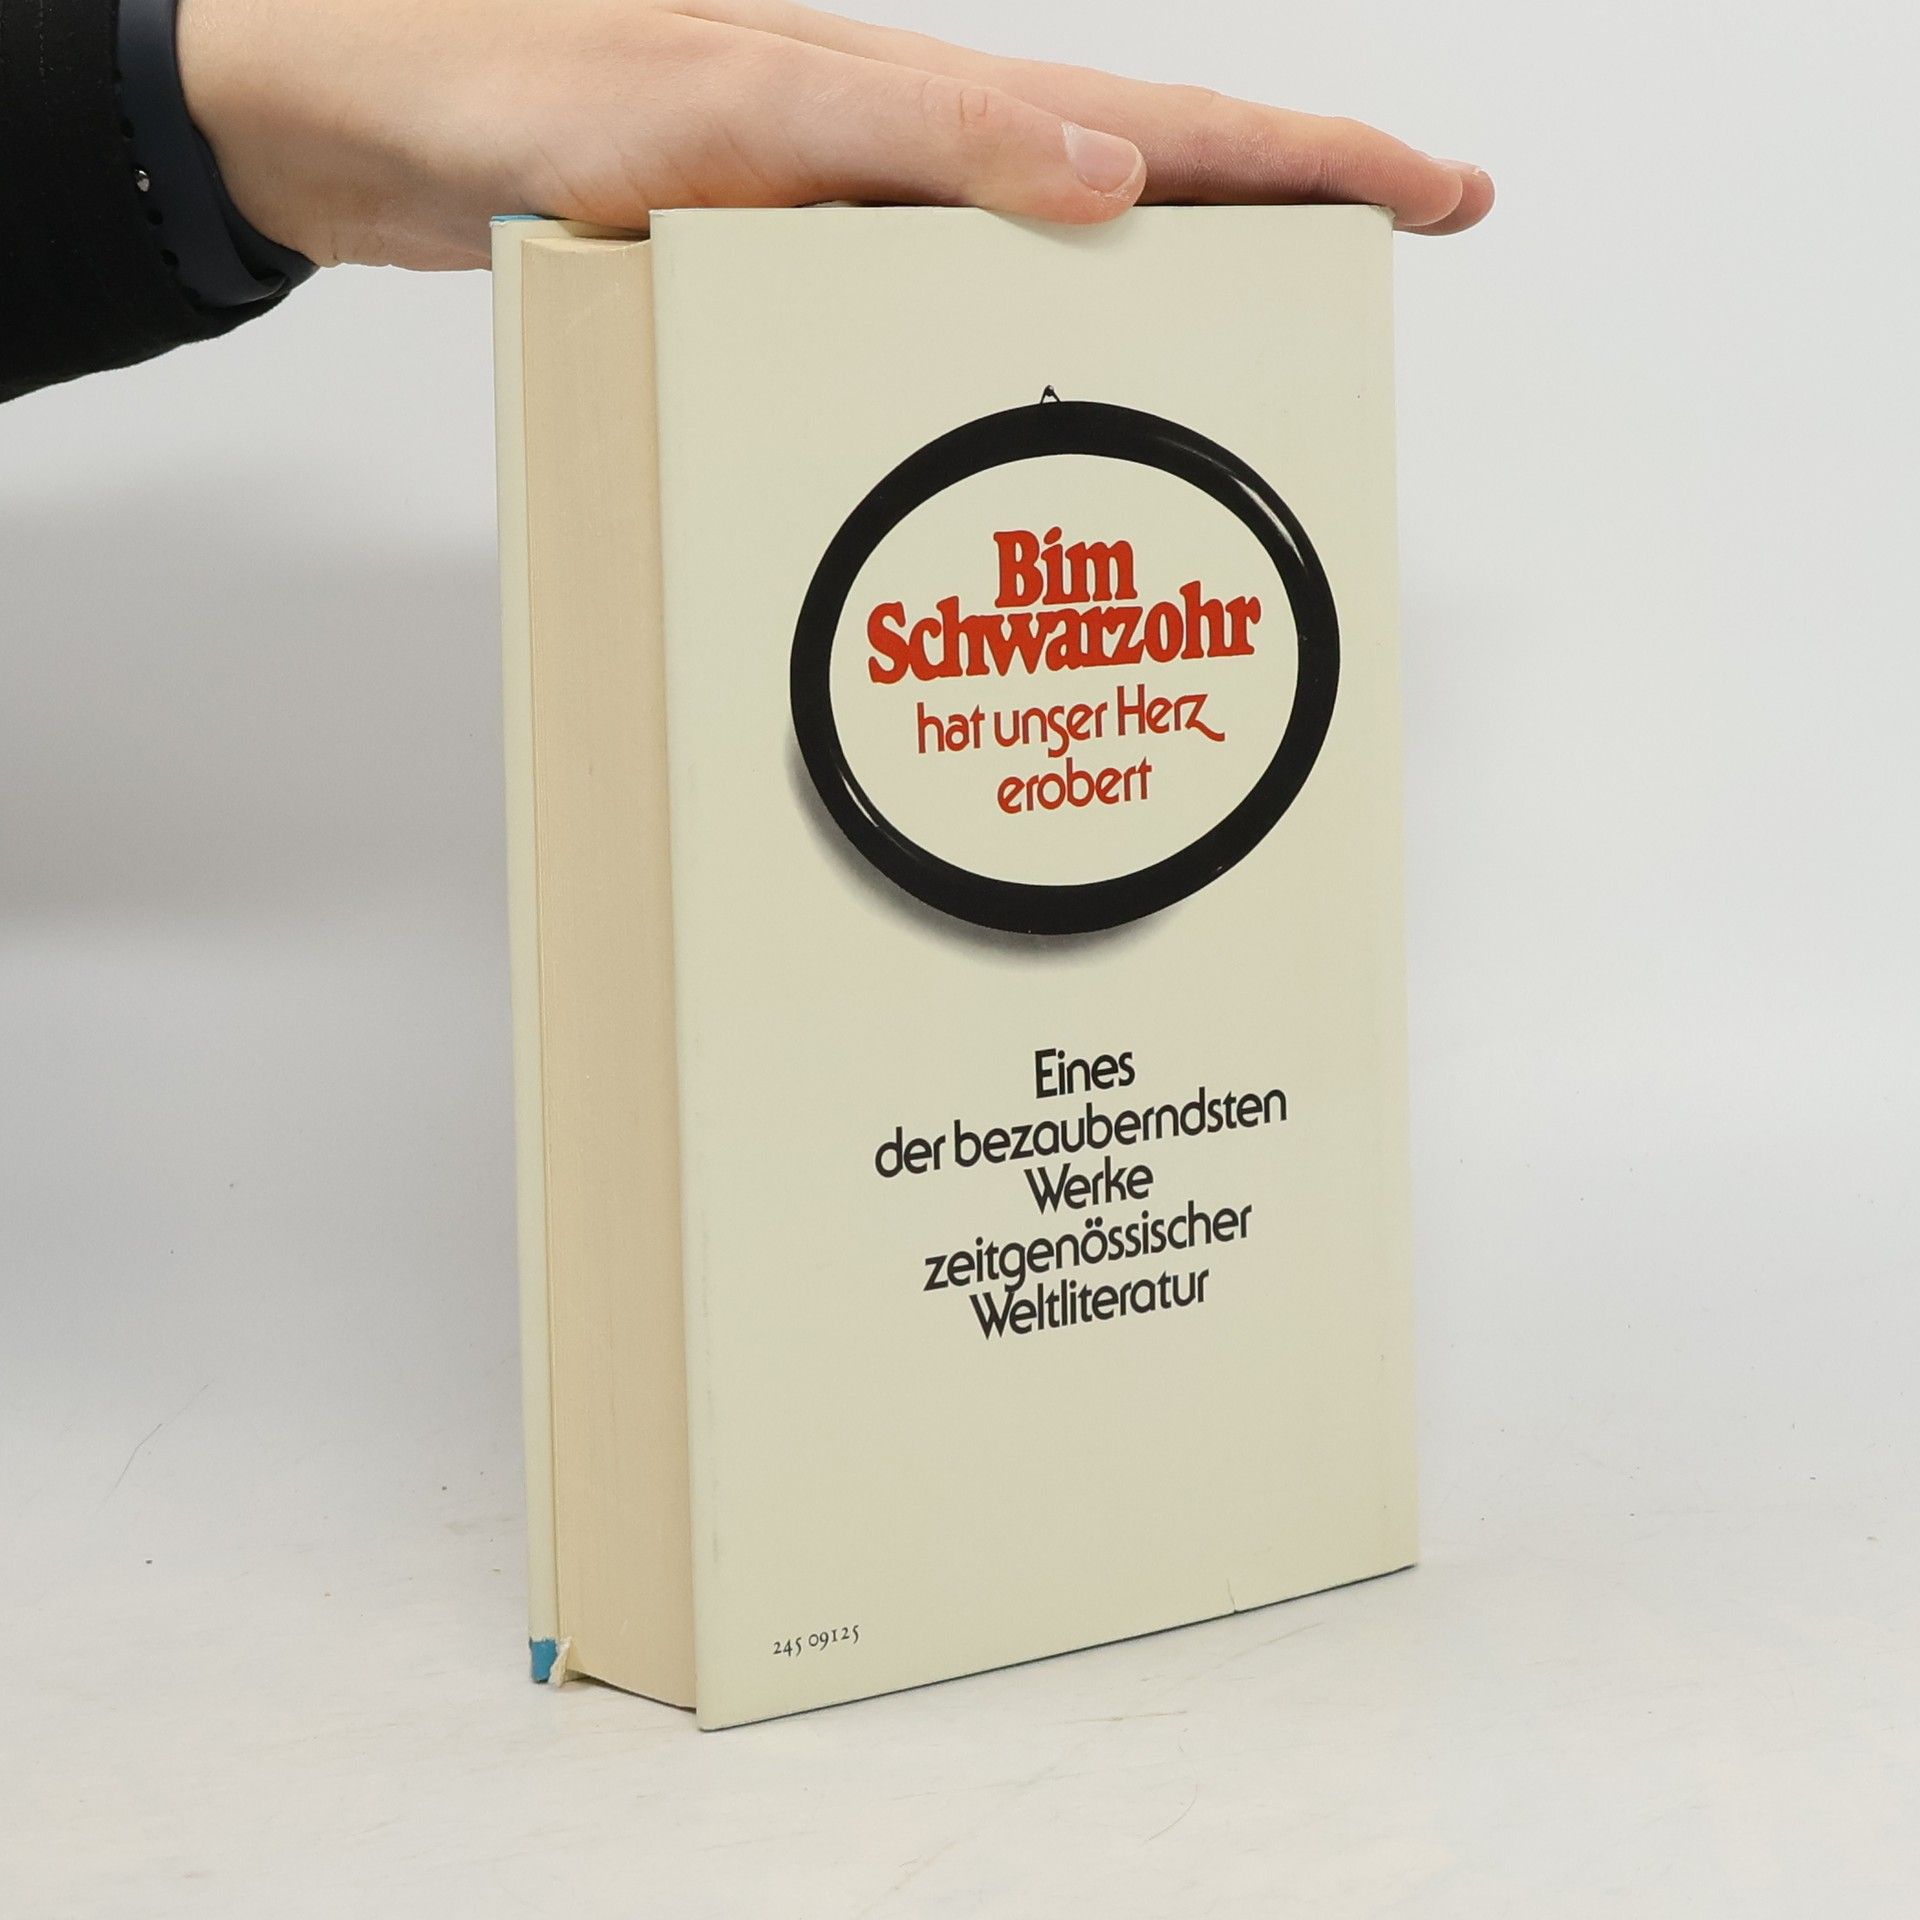 Bim
Schwarzohr
hat unser Herz
erobert
Eines
der bezauberndsten
Werke
zeitgenössischer
Weltliteratur
245 09125